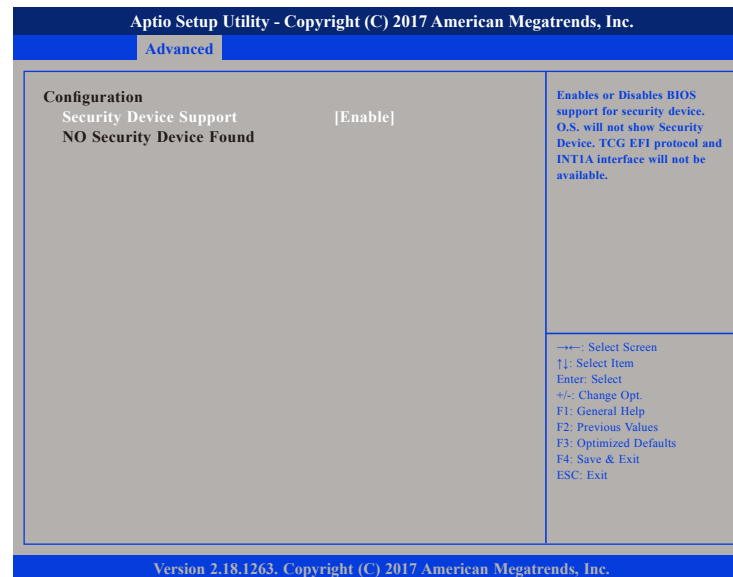 Aptio Setup Utility - Copyright (C) 2017 American Megatrends, Inc.
Advanced
Configuration
Security Device Support [Enable]
NO Security Device Found
Enables or Disables BIOS
support for security device.
O.S. will not show Security
Device. TCG EFI protocol and
INT1A interface will not be
available.
→←: Select Screen
↑↓: Select Item
Enter: Select
+/-: Change Opt.
F1: General Help
F2: Previous Values
F3: Optimized Defaults
F4: Save & Exit
ESC: Exit
Version 2.18.1263. Copyright (C) 2017 American Megatrends, Inc.